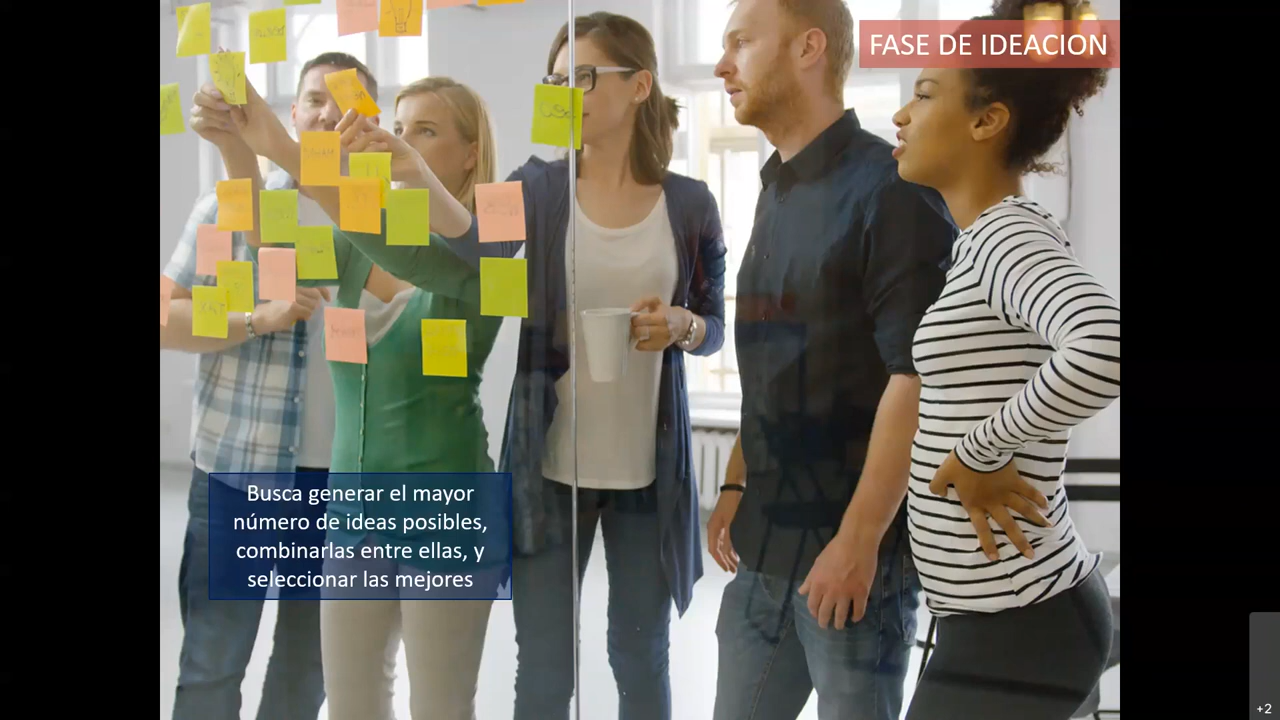 FASE DE IDEACION
Busca generar el mayor
número de ideas posibles,
combinarlas entre ellas, y
seleccionar las mejores
+2